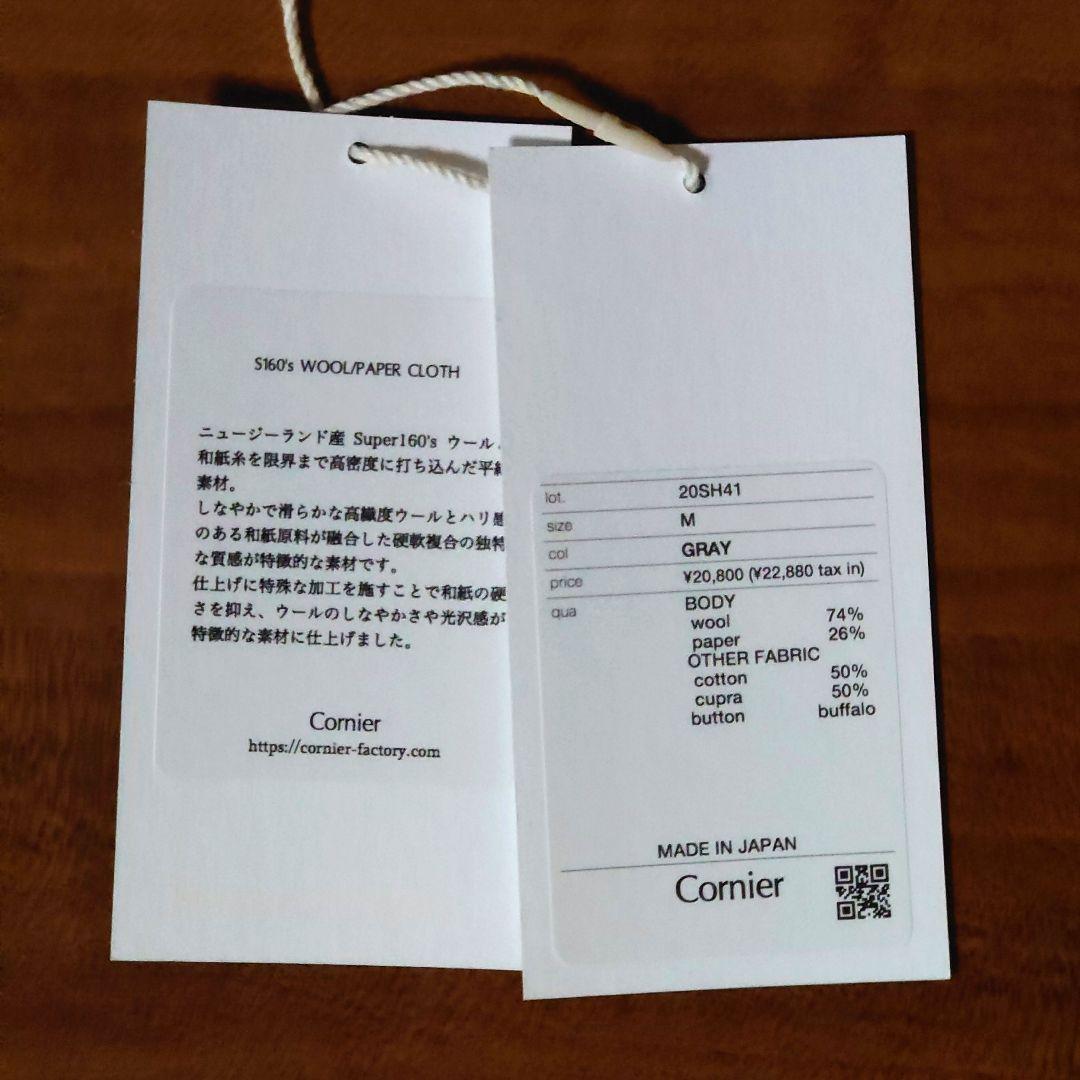 S160's WOOL/PAPER CLOTH
ニュージーランド産 Super160's ウール
和紙糸を限界まで高密度に打ち込んだ平織
素材。
しなやかで滑らかな高繊度ウールとハリ感
のある和紙原料が融合した硬軟複合の独特
な質感が特徴的な素材です。
仕上げに特殊な加工を施すことで和紙の硬
さを抑え、ウールのしなやかさや光沢感が
特徴的な素材に仕上げました。
Cornier
https://cornier-factory.com
lot. 20SH41
size M
col GRAY
price ¥20,800 (¥22,880 tax in)
qua BODY
wool 74%
paper 26%
OTHER FABRIC
cotton 50%
cupra 50%
button buffalo
MADE IN JAPAN
Cornier